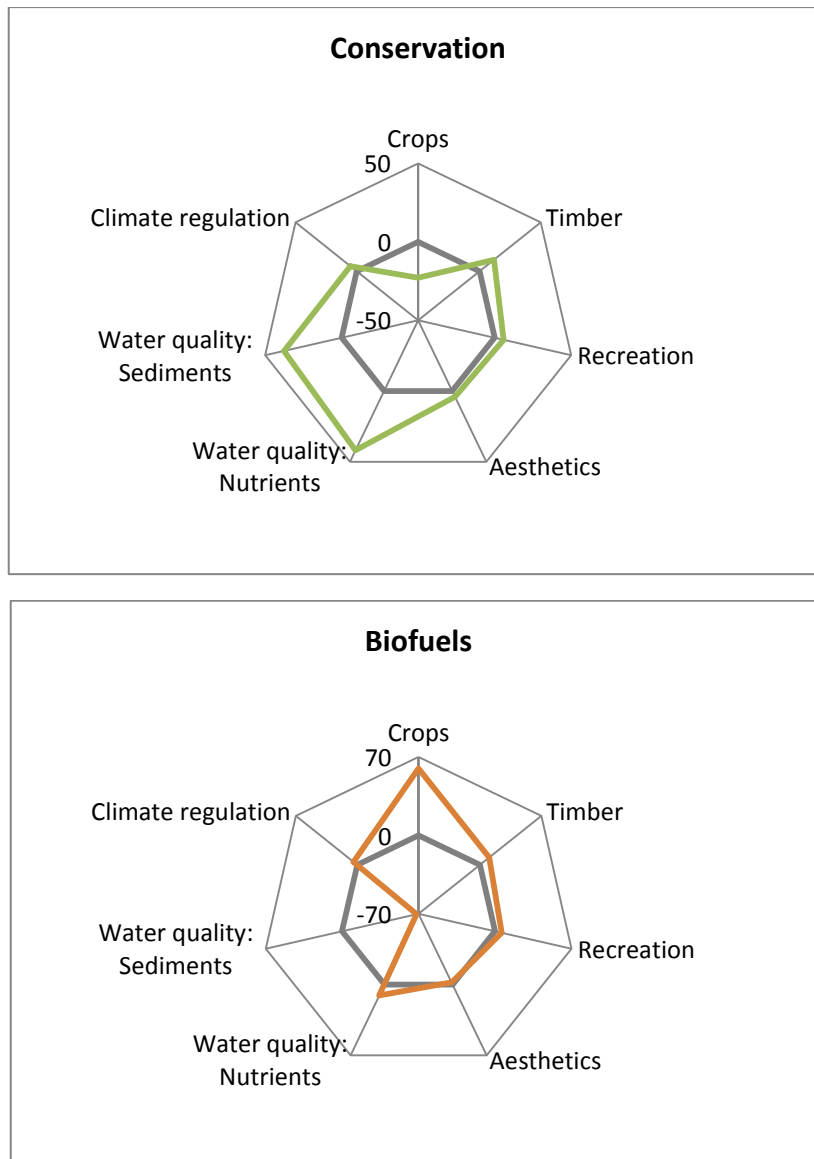 Conservation
Crops
50
Climate regulation
Timber
0
-50
Water quality:
Sediments
Recreation
Water quality:
Nutrients
Aesthetics
Biofuels
Crops
70
Climate regulation
Timber
0
-70
Water quality:
Sediments
Recreation
Water quality:
Nutrients
Aesthetics